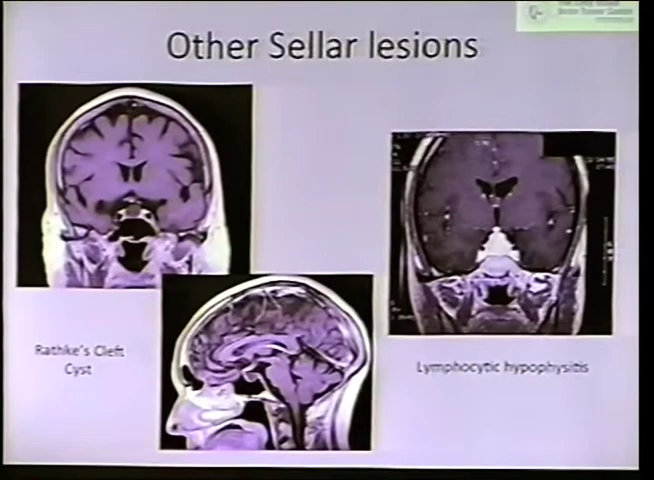 Other Sellar lesions
Rathke's Cleft
Cyst
Lymphocytic hypophysitis